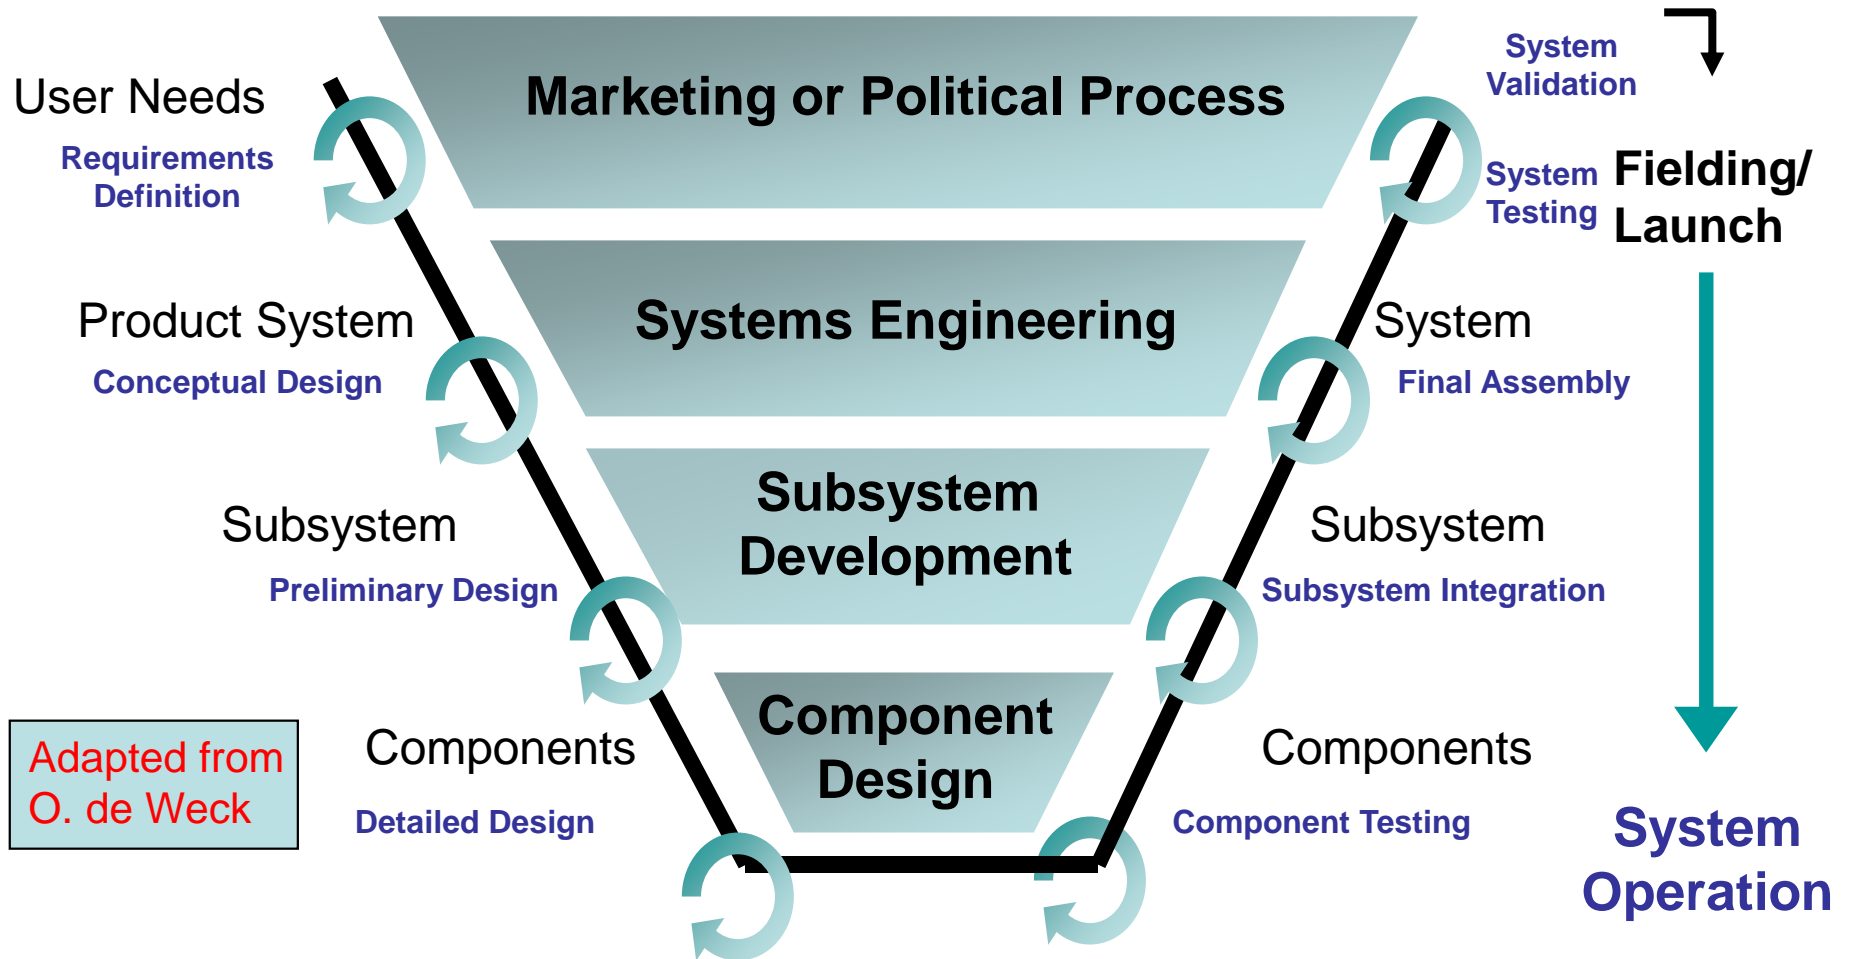 Marketing or Political Process
Systems Engineering
Subsystem
Development
Component
Design
User Needs
Requirements
Definition
Product System
Conceptual Design
Subsystem
Preliminary Design
Components
Detailed Design
Adapted from
O. de Weck
System
Validation
System
Testing
Fielding/
Launch
System
Final Assembly
Subsystem
Subsystem Integration
Components
Component Testing
System
Operation